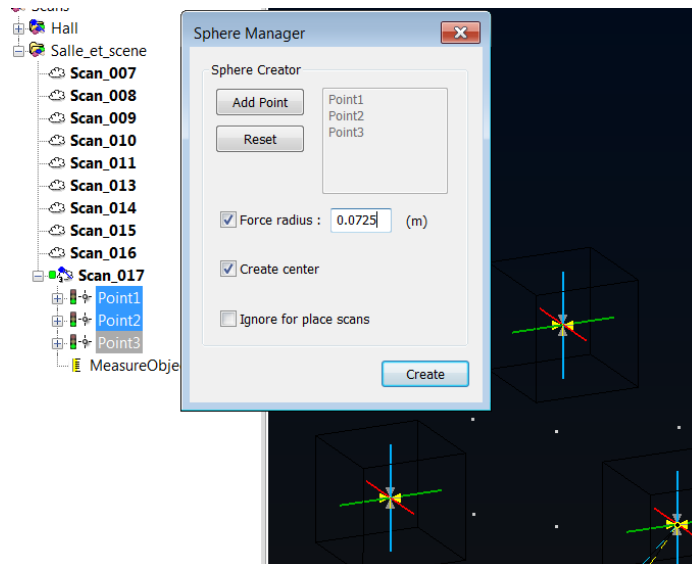 Scans
Hall
Salle_et_scene
Scan_007
Scan_008
Scan_009
Scan_010
Scan_011
Scan_013
Scan_014
Scan_015
Scan_016
Scan_017
Point1
Point2
Point3
MeasureObje
Sphere Manager
Sphere Creator
Add Point
Reset
Point1
Point2
Point3
Force radius : 0.0725 (m)
Create center
Ignore for place scans
Create